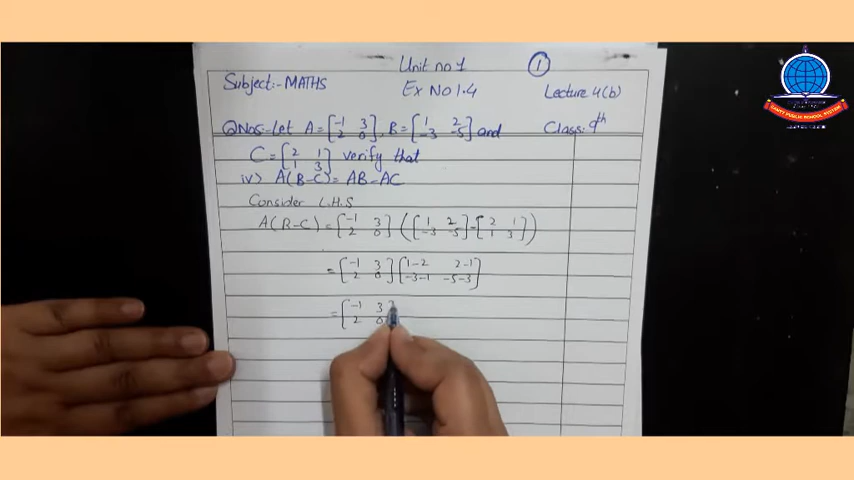 Unit no 1 ①
Subject:- MATHS Ex No 1.4 Lecture 4(b)
Q No5:- Let A = [-1 3; 2 0], B = [1 2; -3 -5] and Class: 9th
C = [2 1; 1 3] verify that
iv) A(B-C) = AB-AC
Consider L.H.S
A(B-C) = [-1 3; 2 0] ([1 2; -3 -5] - [2 1; 1 3])
= [-1 3; 2 0] [1-2 2-1; -3-1 -5-3]
= [-1 3; 2 0